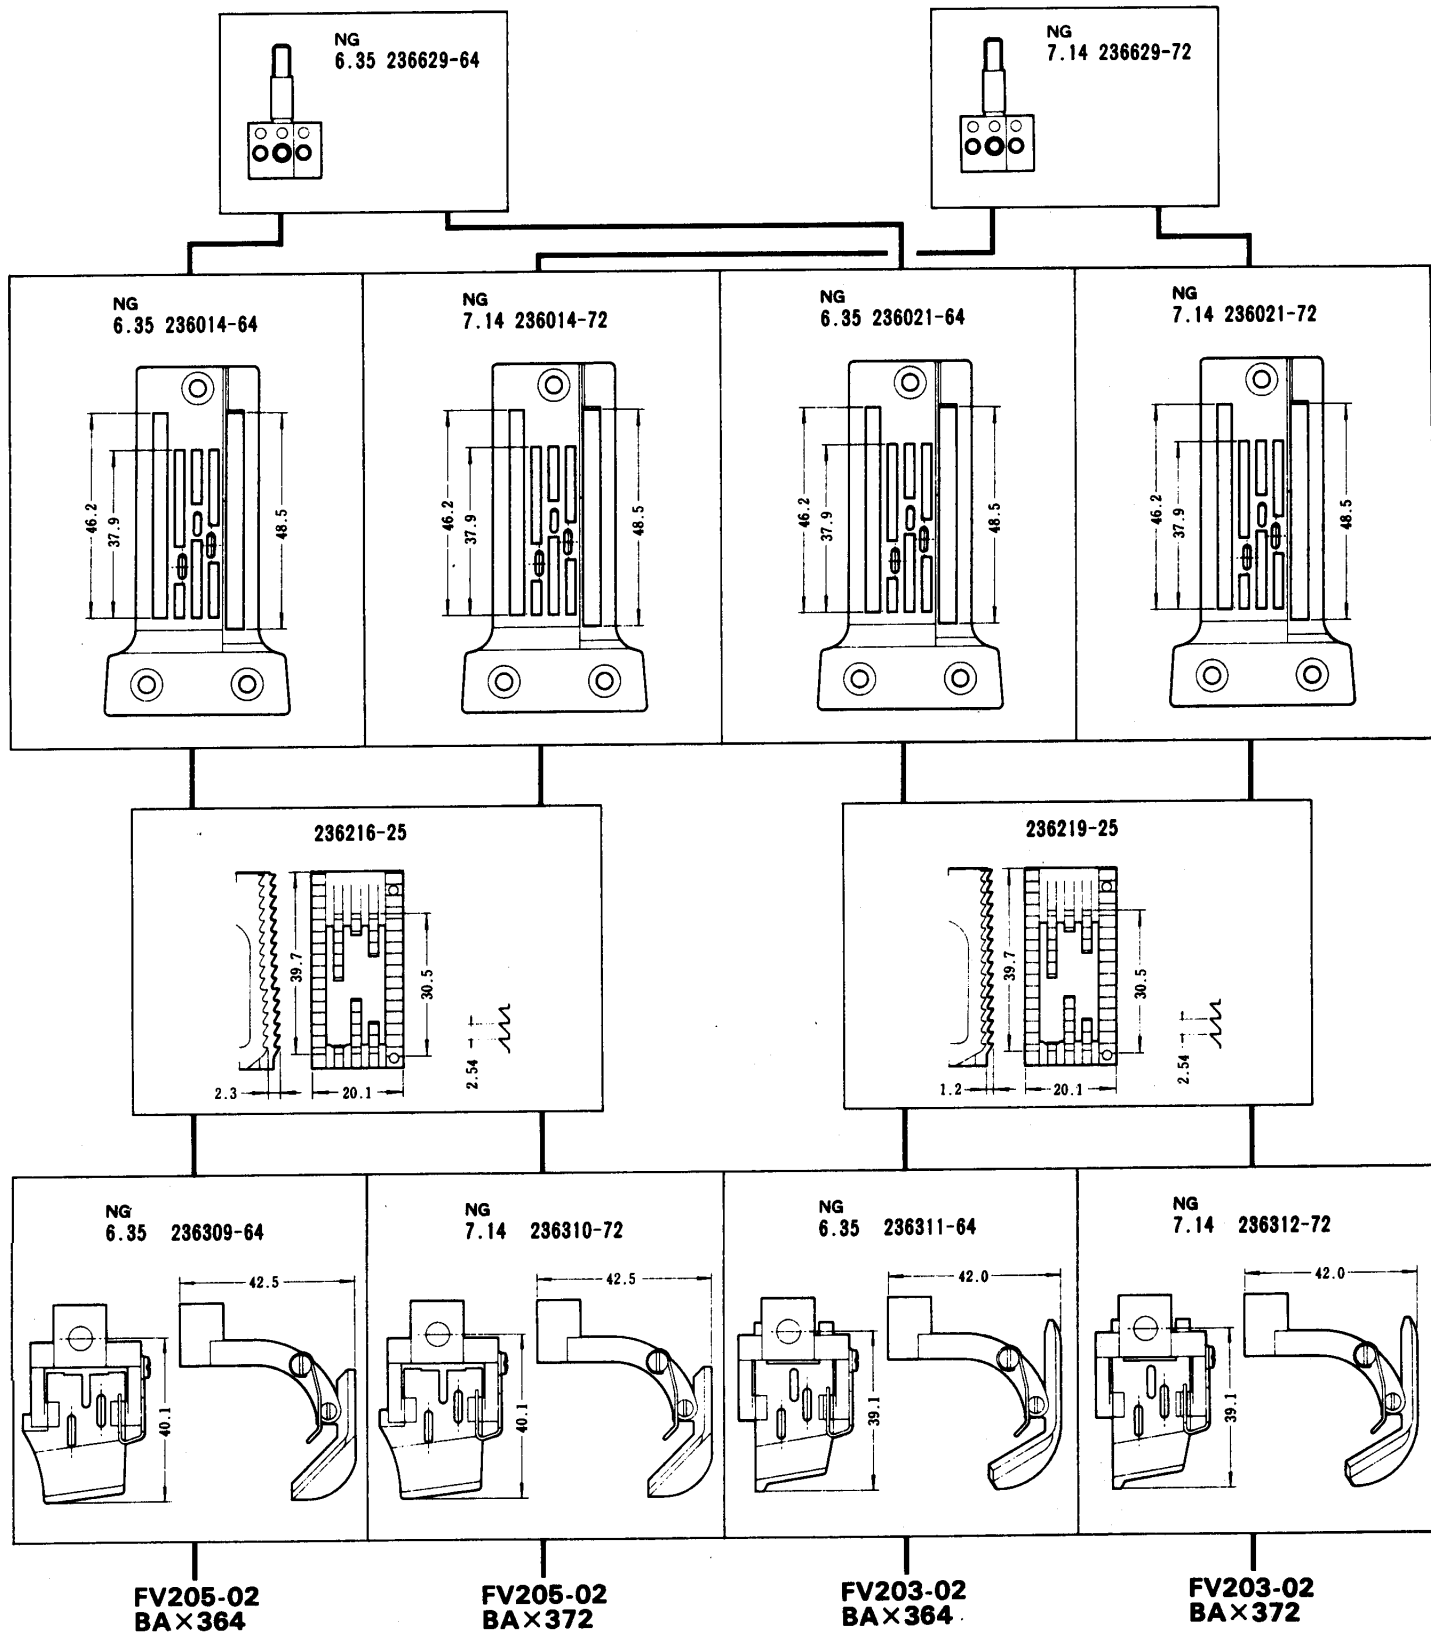 NG
6.35 236629-64
NG
7.14 236629-72
NG
6.35 236014-64
46.2
37.9
48.5
NG
7.14 236014-72
46.2
37.9
48.5
NG
6.35 236021-64
46.2
37.9
48.5
NG
7.14 236021-72
46.2
37.9
48.5
236216-25
39.7
30.5
2.54
2.3
20.1
236219-25
39.7
30.5
2.54
1.2
20.1
NG
6.35 236309-64
42.5
40.1
NG
7.14 236310-72
42.5
40.1
NG
6.35 236311-64
42.0
39.1
NG
7.14 236312-72
42.0
39.1
FV205-02
BA×364
FV205-02
BA×372
FV203-02
BA×364
FV203-02
BA×372